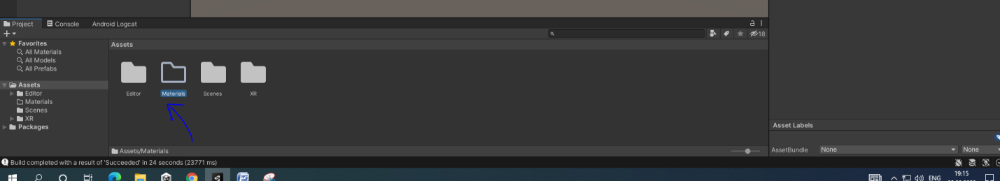 Project
Console
Android Logcat
18
Favorites
All Materials
All Models
All Prefabs
Assets
Editor
Materials
Scenes
XR
Packages
Assets
Editor
Materials
Scenes
XR
Assets/Materials
Asset Labels
AssetBundle
None
None
Build completed with a result of 'Succeeded' in 24 seconds (23771 ms)
ENG
19:15